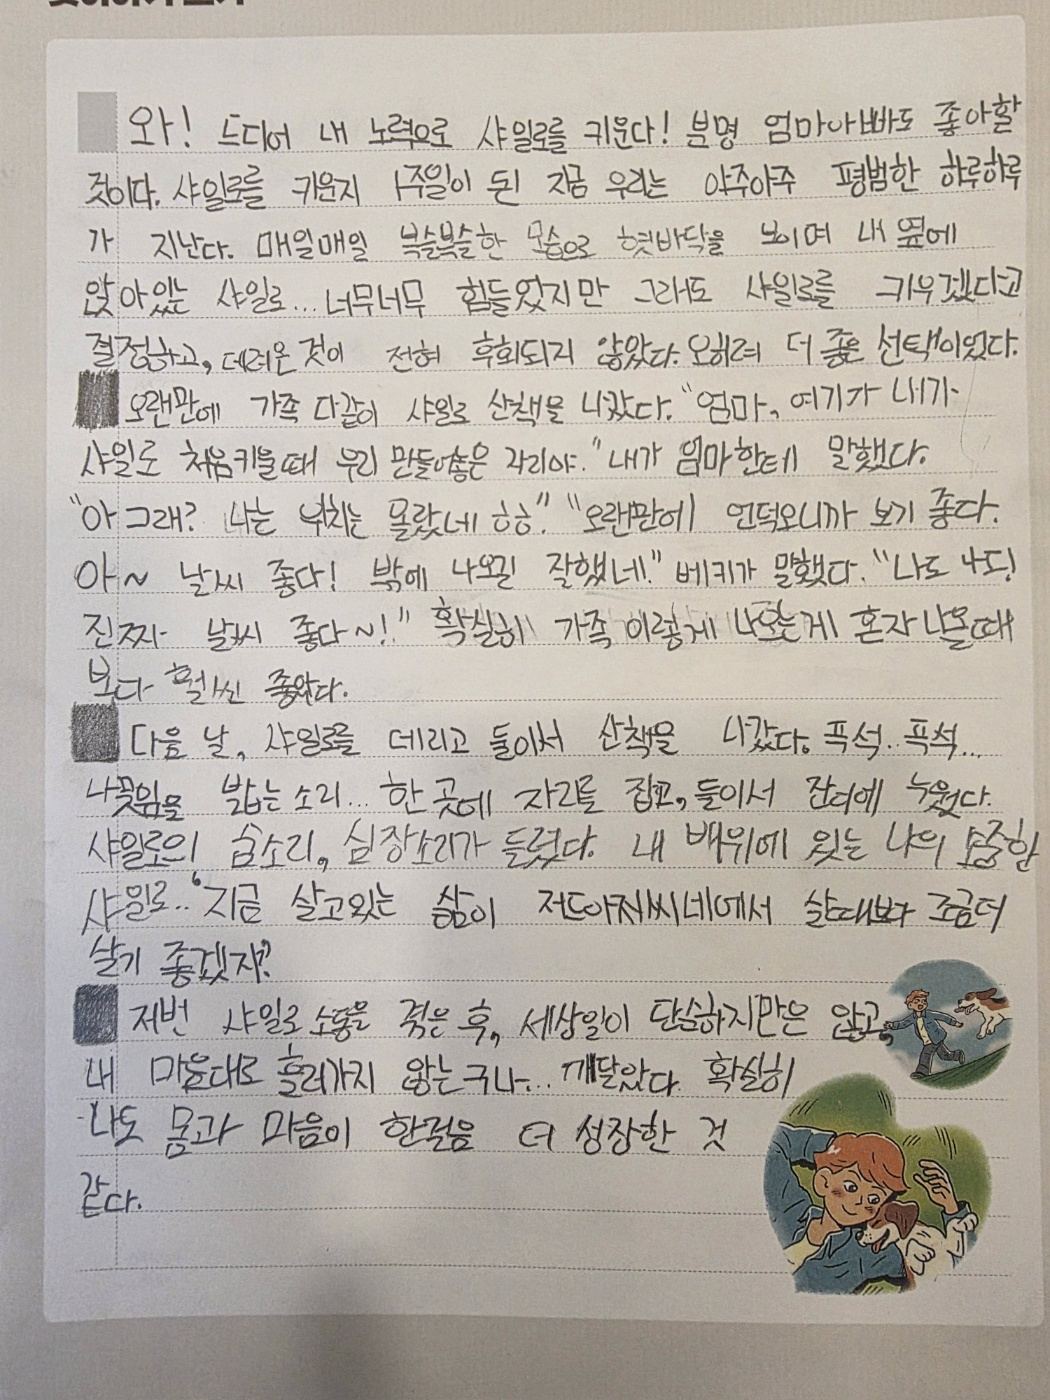 와! 드디어 내 노력으로 샤일로를 키운다! 분명 엄마아빠도 좋아할
것이다. 샤일로를 키운지 1주일이 된 지금 우리는 아주아주 평범한 하루하루
가 지난다. 매일매일 복슬복슬한 모습으로 혓바닥을 보이며 내 옆에
앉아있는 샤일로... 너무너무 힘들었지만 그래도 샤일로를 키우겠다고
결정하고, 데려온 것이 전혀 후회되지 않았다. 오히려 더 좋은 선택이었다.
오랜만에 가족 다같이 샤일로 산책을 나갔다. "엄마, 여기가 내가
샤일로 처음키울때 우리 만들어놓은 자리야." 내가 엄마한테 말했다.
"아 그래? 나는 위치는 몰랐네 ㅎㅎ". "오랜만에 언덕오니까 보기 좋다.
아~ 날씨 좋다! 밖에 나오길 잘했네." 베키가 말했다. "나도 나도!
진짜 날씨 좋다~!" 확실히 가족 이렇게 나오는게 혼자 나올때
보다 훨씬 좋았다.
다음 날, 샤일로를 데리고 둘이서 산책을 나갔다. 푹석.. 푹석...
나뭇잎을 밟는 소리... 한 곳에 자리를 잡고, 둘이서 잔디에 누웠다.
샤일로의 숨소리, 심장소리가 들렸다. 내 배위에 있는 나의 소중한
샤일로.. '지금 살고있는 삶이 저드아저씨네에서 살때보다 조금더
살기 좋겠지?
저번 샤일로 소동을 겪은 후, 세상일이 단순하지만은 않고,
내 마음대로 흘러가지 않는구나... 깨달았다. 확실히
나도 몸과 마음이 한걸음 더 성장한 것
같다.